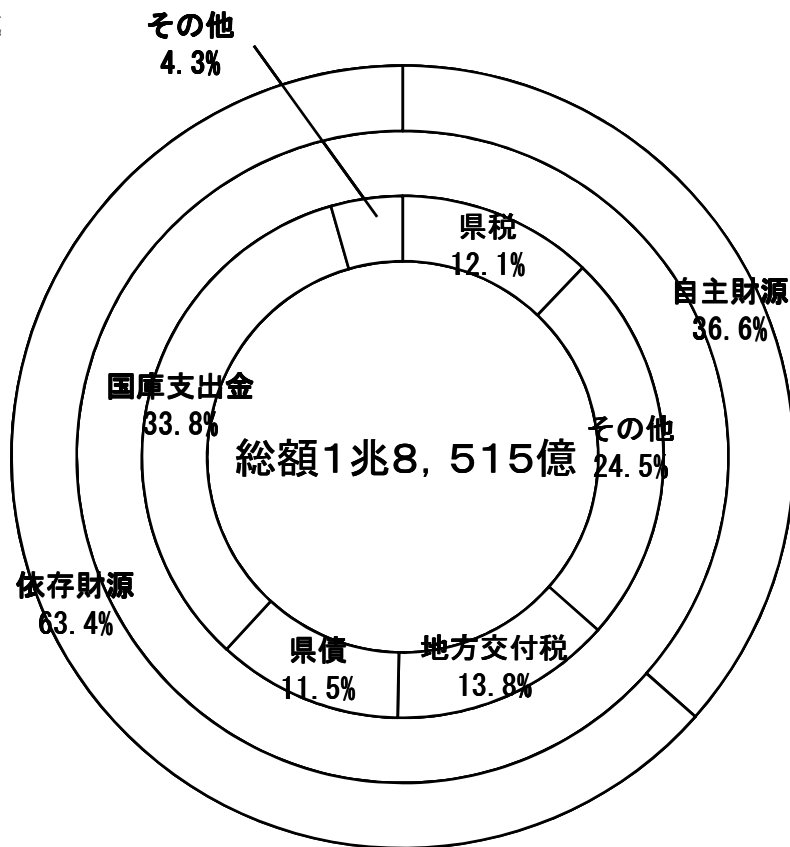 その他
4.3%
県税
12.1%
自主財源
36.6%
国庫支出金
33.8%
その他
24.5%
総額1兆8,515億
依存財源
63.4%
県債
11.5%
地方交付税
13.8%